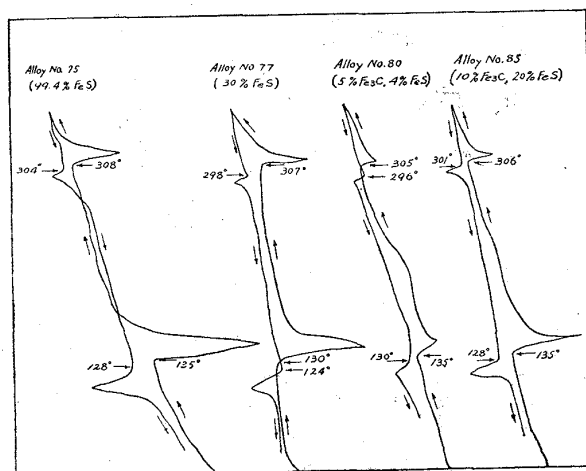 Alloy No. 75
(49.4% FeS)
Alloy No 77
(30% FeS)
Alloy No. 80
(5% Fe3C, 4% FeS)
Alloy No. 85
(10% Fe3C, 20% FeS)
304°
308°
298°
307°
305°
296°
301°
306°
128°
125°
130°
124°
130°
135°
128°
135°